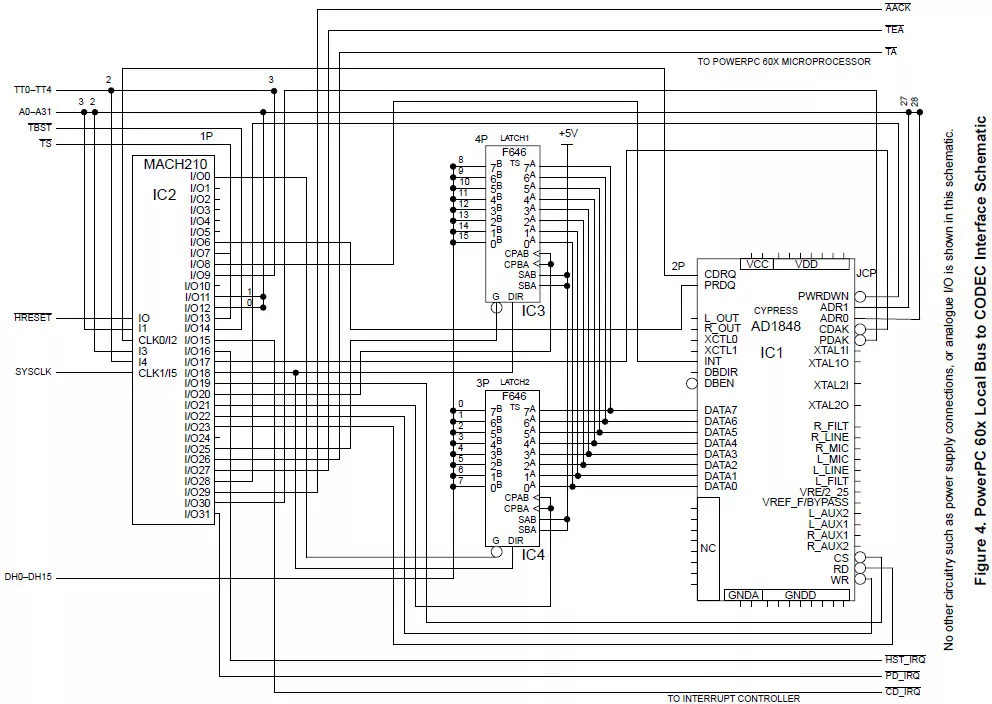 AACK
TEA
TA
TO POWERPC 60X MICROPROCESSOR
TT0–TT4
2
3
A0–A31
3 2
27
28
TBST
TS
1P
MACH210
IC2
I/O0
I/O1
I/O2
I/O3
I/O4
I/O5
I/O6
I/O7
I/O8
I/O9
I/O10
I/O11
1
I/O12
0
I/O13
I/O14
I/O15
I/O16
I/O17
I/O18
I/O19
I/O20
I/O21
I/O22
I/O23
I/O24
I/O25
I/O26
I/O27
I/O28
I/O29
I/O30
I/O31
HRESET
IO
I1
CLK0/I2
I3
I4
SYSCLK
CLK1/I5
DH0–DH15
4P
LATCH1
+5V
F646
TS
8
9
10
11
12
13
14
15
7B
6B
5B
4B
3B
2B
1B
0B
7A
6A
5A
4A
3A
2A
1A
0A
CPAB
CPBA
SAB
SBA
G DIR
IC3
3P
LATCH2
F646
TS
0
1
2
3
4
5
6
7
7B
6B
5B
4B
3B
2B
1B
0B
7A
6A
5A
4A
3A
2A
1A
0A
CPAB
CPBA
SAB
SBA
G DIR
IC4
2P
VCC
VDD
JCP
CDRQ
PRDQ
L_OUT
R_OUT
XCTL0
XCTL1
INT
DBDIR
DBEN
DATA7
DATA6
DATA5
DATA4
DATA3
DATA2
DATA1
DATA0
NC
CYPRESS
AD1848
IC1
PWRDWN
ADR1
ADR0
CDAK
PDAK
XTAL1I
XTAL1O
XTAL2I
XTAL2O
R_FILT
R_LINE
R_MIC
L_MIC
L_LINE
L_FILT
VRE/2_25
VREF_F/BYPASS
L_AUX2
L_AUX1
R_AUX1
R_AUX2
CS
RD
WR
GNDA
GNDD
HST_IRQ
PD_IRQ
CD_IRQ
TO INTERRUPT CONTROLLER
No other circuitry such as power supply connections, or analogue I/O is shown in this schematic.
Figure 4. PowerPC 60x Local Bus to CODEC Interface Schematic